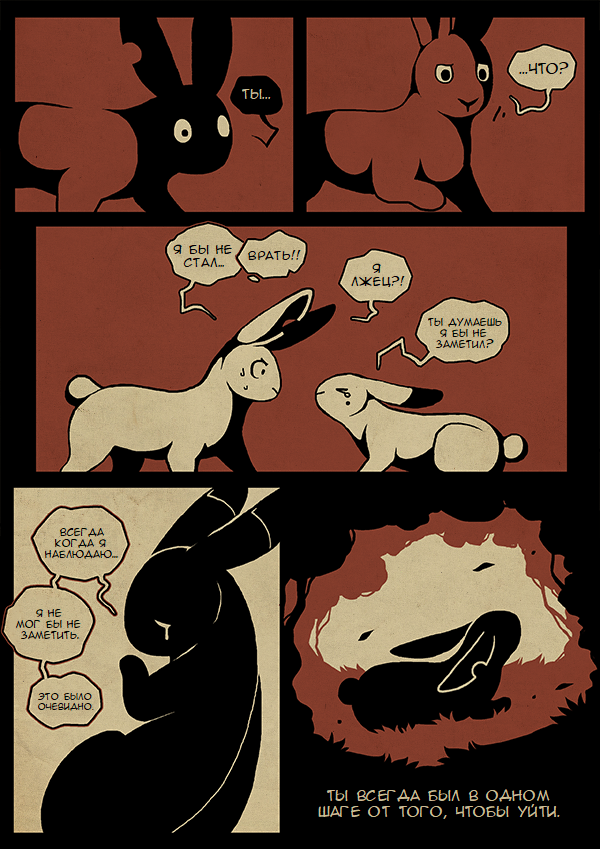 ТЫ...
...ЧТО?
Я БЫ НЕ
СТАЛ...
ВРАТЬ!!
Я
ЛЖЕЦ?!
ТЫ ДУМАЕШЬ
Я БЫ НЕ
ЗАМЕТИЛ?
ВСЕГДА
КОГДА Я
НАБЛЮДАЮ...
Я НЕ
МОГ БЫ НЕ
ЗАМЕТИТЬ.
ЭТО БЫЛО
ОЧЕВИДНО.
ТЫ ВСЕГДА БЫЛ В ОДНОМ
ШАГЕ ОТ ТОГО, ЧТОБЫ УЙТИ.